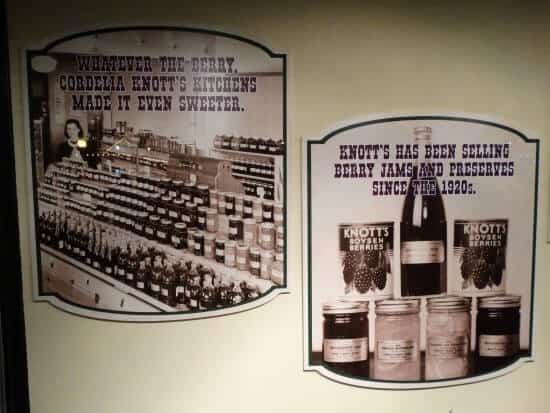 WHATEVER THE BERRY,
CORDELIA KNOTT'S KITCHENS
MADE IT EVEN SWEETER.
KNOTT'S HAS BEEN SELLING
BERRY JAMS AND PRESERVES
SINCE THE 1920s.
KNOTT'S
BOYSEN
BERRIES
KNOTT'S
BOYSEN
BERRIES